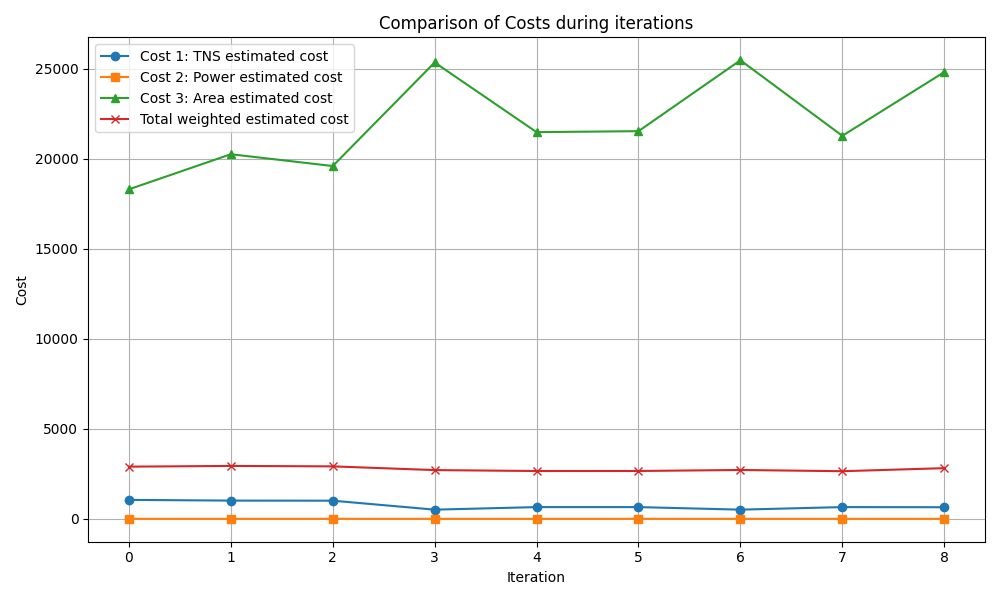 Comparison of Costs during iterations
Cost 1: TNS estimated cost
Cost 2: Power estimated cost
Cost 3: Area estimated cost
Total weighted estimated cost
25000
20000
15000
10000
5000
0
Cost
0 1 2 3 4 5 6 7 8
Iteration